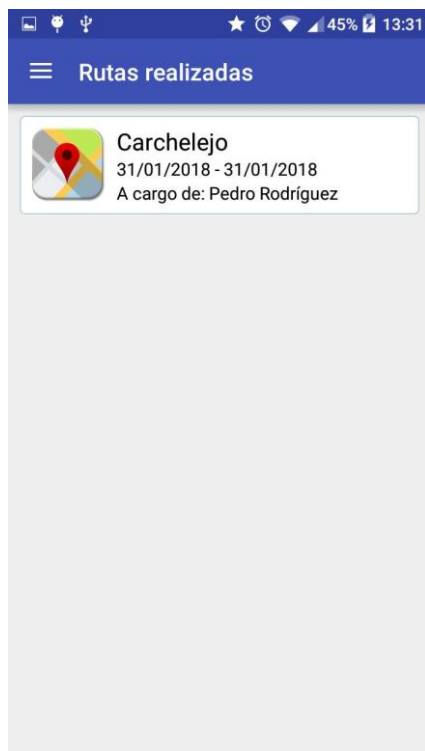 45% 13:31
Rutas realizadas
Carchelejo
31/01/2018 - 31/01/2018
A cargo de: Pedro Rodríguez